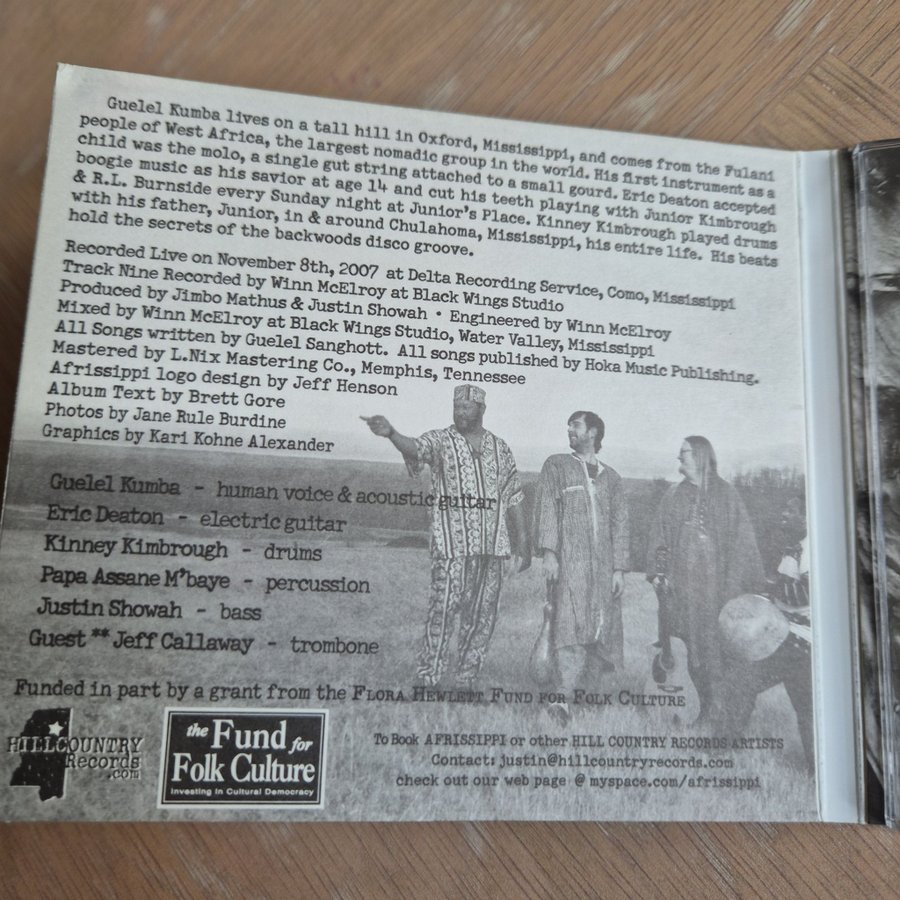 Guelel Kumba lives on a tall hill in Oxford, Mississippi, and comes from the Fulani
people of West Africa, the largest nomadic group in the world. His first instrument as a
child was the molo, a single gut string attached to a small gourd. Eric Deaton accepted
boogie music as his savior at age 14 and cut his teeth playing with Junior Kimbrough
& R.L. Burnside every Sunday night at Junior's Place. Kinney Kimbrough played drums
with his father, Junior, in & around Chulahoma, Mississippi, his entire life. His beats
hold the secrets of the backwoods disco groove.
Recorded Live on November 8th, 2007 at Delta Recording Service, Como, Mississippi
Track Nine Recorded by Winn McElroy at Black Wings Studio
Produced by Jimbo Mathus & Justin Showah • Engineered by Winn McElroy
Mixed by Winn McElroy at Black Wings Studio, Water Valley, Mississippi
All Songs written by Guelel Sanghott. All songs published by Hoka Music Publishing.
Mastered by L.Nix Mastering Co., Memphis, Tennessee
Afrissippi logo design by Jeff Henson
Album Text by Brett Gore
Photos by Jane Rule Burdine
Graphics by Kari Kohne Alexander
Guelel Kumba - human voice & acoustic guitar
Eric Deaton - electric guitar
Kinney Kimbrough - drums
Papa Assane M'baye - percussion
Justin Showah - bass
Guest ** Jeff Callaway - trombone
Funded in part by a grant from the FLORA HEWLETT FUND FOR FOLK CULTURE
HILLCOUNTRY
Records
.com
the Fund for
Folk Culture
Investing in Cultural Democracy
To Book AFRISSIPPI or other HILL COUNTRY RECORDS ARTISTS
Contact: justin@hillcountryrecords.com
check out our web page @ myspace.com/afrissippi